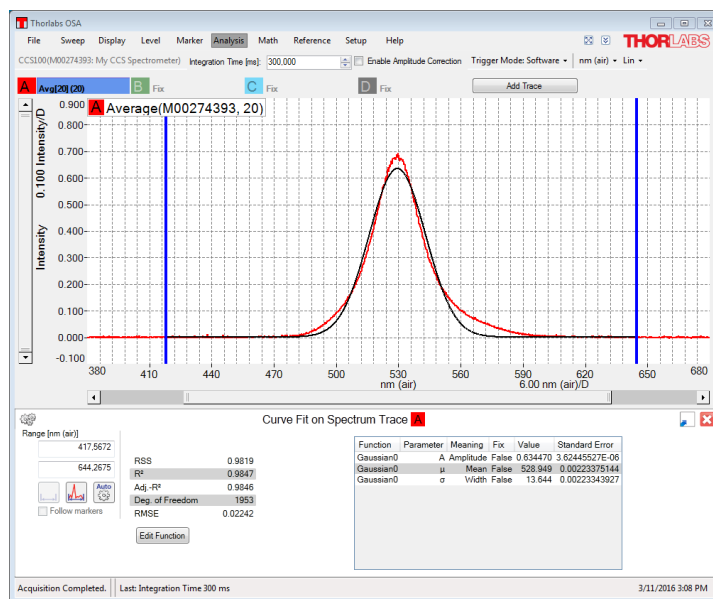 Thorlabs OSA
File Sweep Display Level Marker Analysis Math Reference Setup Help
THORLABS
CCS100(M00274393: My CCS Spectrometer) Integration Time [ms]: 300.000 Enable Amplitude Correction Trigger Mode: Software nm (air) Lin
A Avg[20] (20) B Fix C Fix D Fix Add Trace
A Average(M00274393, 20)
0.100 Intensity/D
Intensity
0.900
0.800
0.700
0.600
0.500
0.400
0.300
0.200
0.100
0.000
-0.100
380 410 440 470 500 530 560 590 620 650 680
nm (air) 6.00 nm (air)/D
Curve Fit on Spectrum Trace A
Range [nm (air)]
417,5672
644,2675
Auto
Follow markers
RSS 0.9819
R² 0.9847
Adj.-R² 0.9846
Deg. of Freedom 1953
RMSE 0.02242
Edit Function
Function Parameter Meaning Fix Value Standard Error
Gaussian0 A Amplitude False 0.634470 3.62445527E-06
Gaussian0 μ Mean False 528.949 0.00223375144
Gaussian0 σ Width False 13.644 0.00223343927
Acquisition Completed. Last: Integration Time 300 ms 3/11/2016 3:08 PM